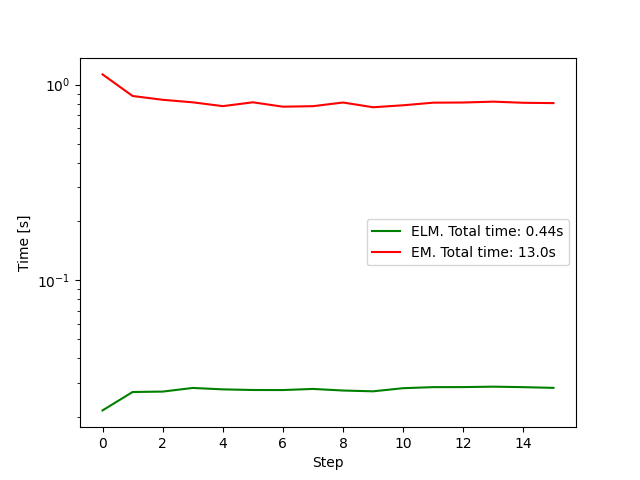 10⁰
10⁻¹
Time [s]
ELM. Total time: 0.44s
EM. Total time: 13.0s
0 2 4 6 8 10 12 14
Step